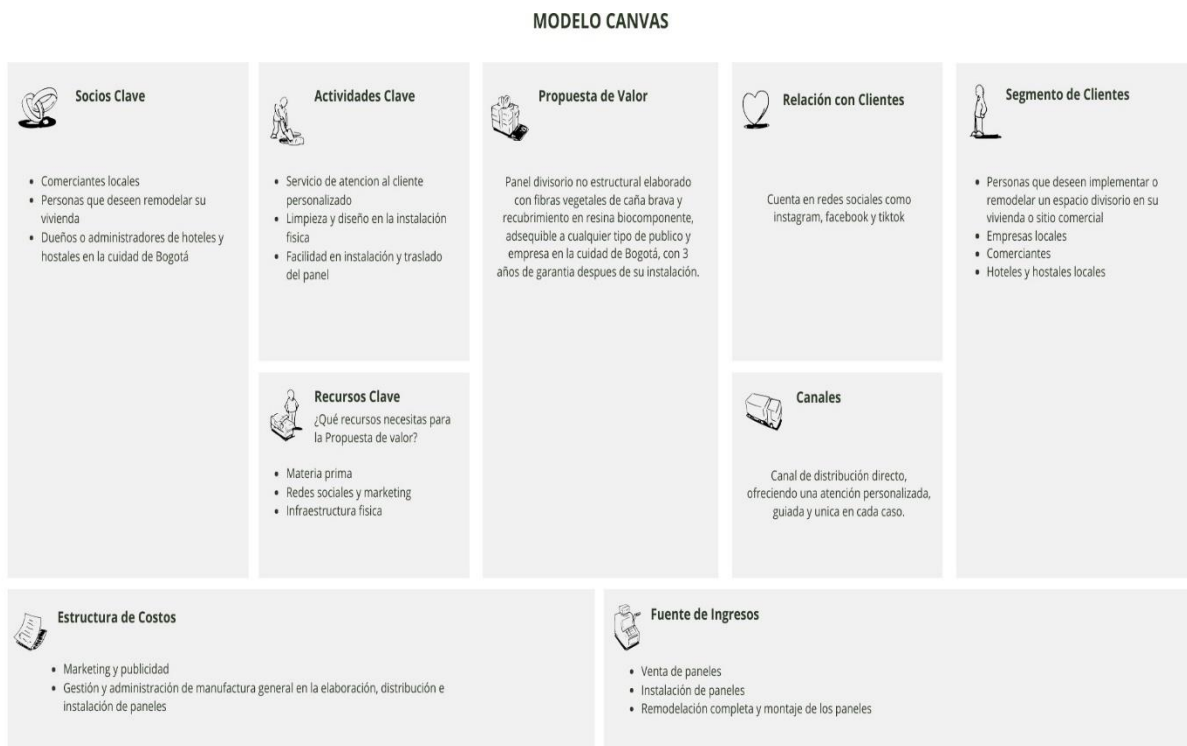 MODELO CANVAS
Socios Clave
• Comerciantes locales
• Personas que deseen remodelar su
vivienda
• Dueños o administradores de hoteles y
hostales en la cuidad de Bogotá
Actividades Clave
• Servicio de atencion al cliente
personalizado
• Limpieza y diseño en la instalación
fisica
• Facilidad en instalación y traslado
del panel
Recursos Clave
¿Qué recursos necesitas para
la Propuesta de valor?
• Materia prima
• Redes sociales y marketing
• Infraestructura fisica
Propuesta de Valor
Panel divisorio no estructural elaborado
con fibras vegetales de caña brava y
recubrimiento en resina biocomponente,
adsequible a cualquier tipo de publico y
empresa en la cuidad de Bogotá, con 3
años de garantia despues de su instalación.
Relación con Clientes
Cuenta en redes sociales como
instagram, facebook y tiktok
Canales
Canal de distribución directo,
ofreciendo una atención personalizada,
guiada y unica en cada caso.
Segmento de Clientes
• Personas que deseen implementar o
remodelar un espacio divisorio en su
vivienda o sitio comercial
• Empresas locales
• Comerciantes
• Hoteles y hostales locales
Estructura de Costos
• Marketing y publicidad
• Gestión y administración de manufactura general en la elaboración, distribución e
instalación de paneles
Fuente de Ingresos
• Venta de paneles
• Instalación de paneles
• Remodelación completa y montaje de los paneles